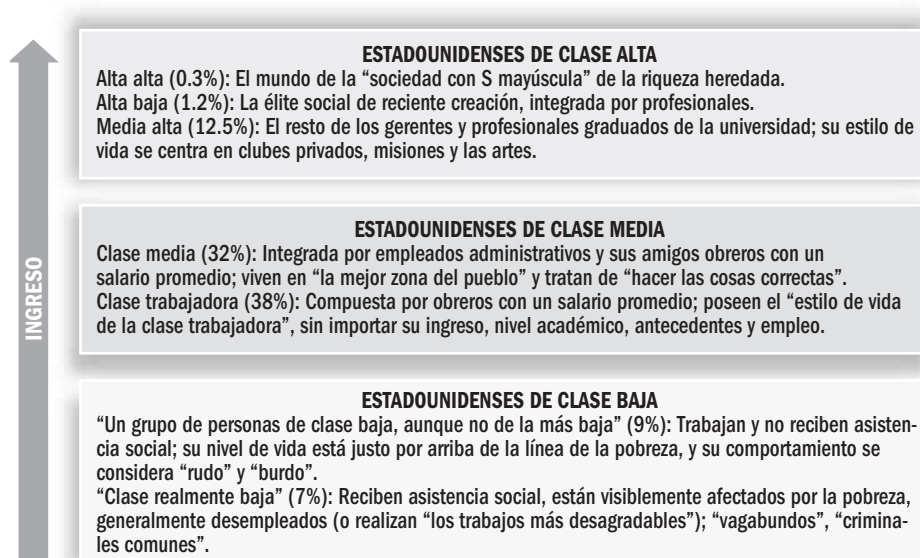 ESTADOUNIDENSES DE CLASE ALTA
Alta alta (0.3%): El mundo de la “sociedad con S mayúscula” de la riqueza heredada.
Alta baja (1.2%): La élite social de reciente creación, integrada por profesionales.
Media alta (12.5%): El resto de los gerentes y profesionales graduados de la universidad; su estilo de
vida se centra en clubes privados, misiones y las artes.
ESTADOUNIDENSES DE CLASE MEDIA
Clase media (32%): Integrada por empleados administrativos y sus amigos obreros con un
salario promedio; viven en “la mejor zona del pueblo” y tratan de “hacer las cosas correctas”.
Clase trabajadora (38%): Compuesta por obreros con un salario promedio; poseen el “estilo de vida
de la clase trabajadora”, sin importar su ingreso, nivel académico, antecedentes y empleo.
INGRESO
ESTADOUNIDENSES DE CLASE BAJA
“Un grupo de personas de clase baja, aunque no de la más baja” (9%): Trabajan y no reciben asisten-
cia social; su nivel de vida está justo por arriba de la línea de la pobreza, y su comportamiento se
considera “rudo” y “burdo”.
“Clase realmente baja” (7%): Reciben asistencia social, están visiblemente afectados por la pobreza,
generalmente desempleados (o realizan “los trabajos más desagradables”); “vagabundos”, “crimina-
les comunes”.